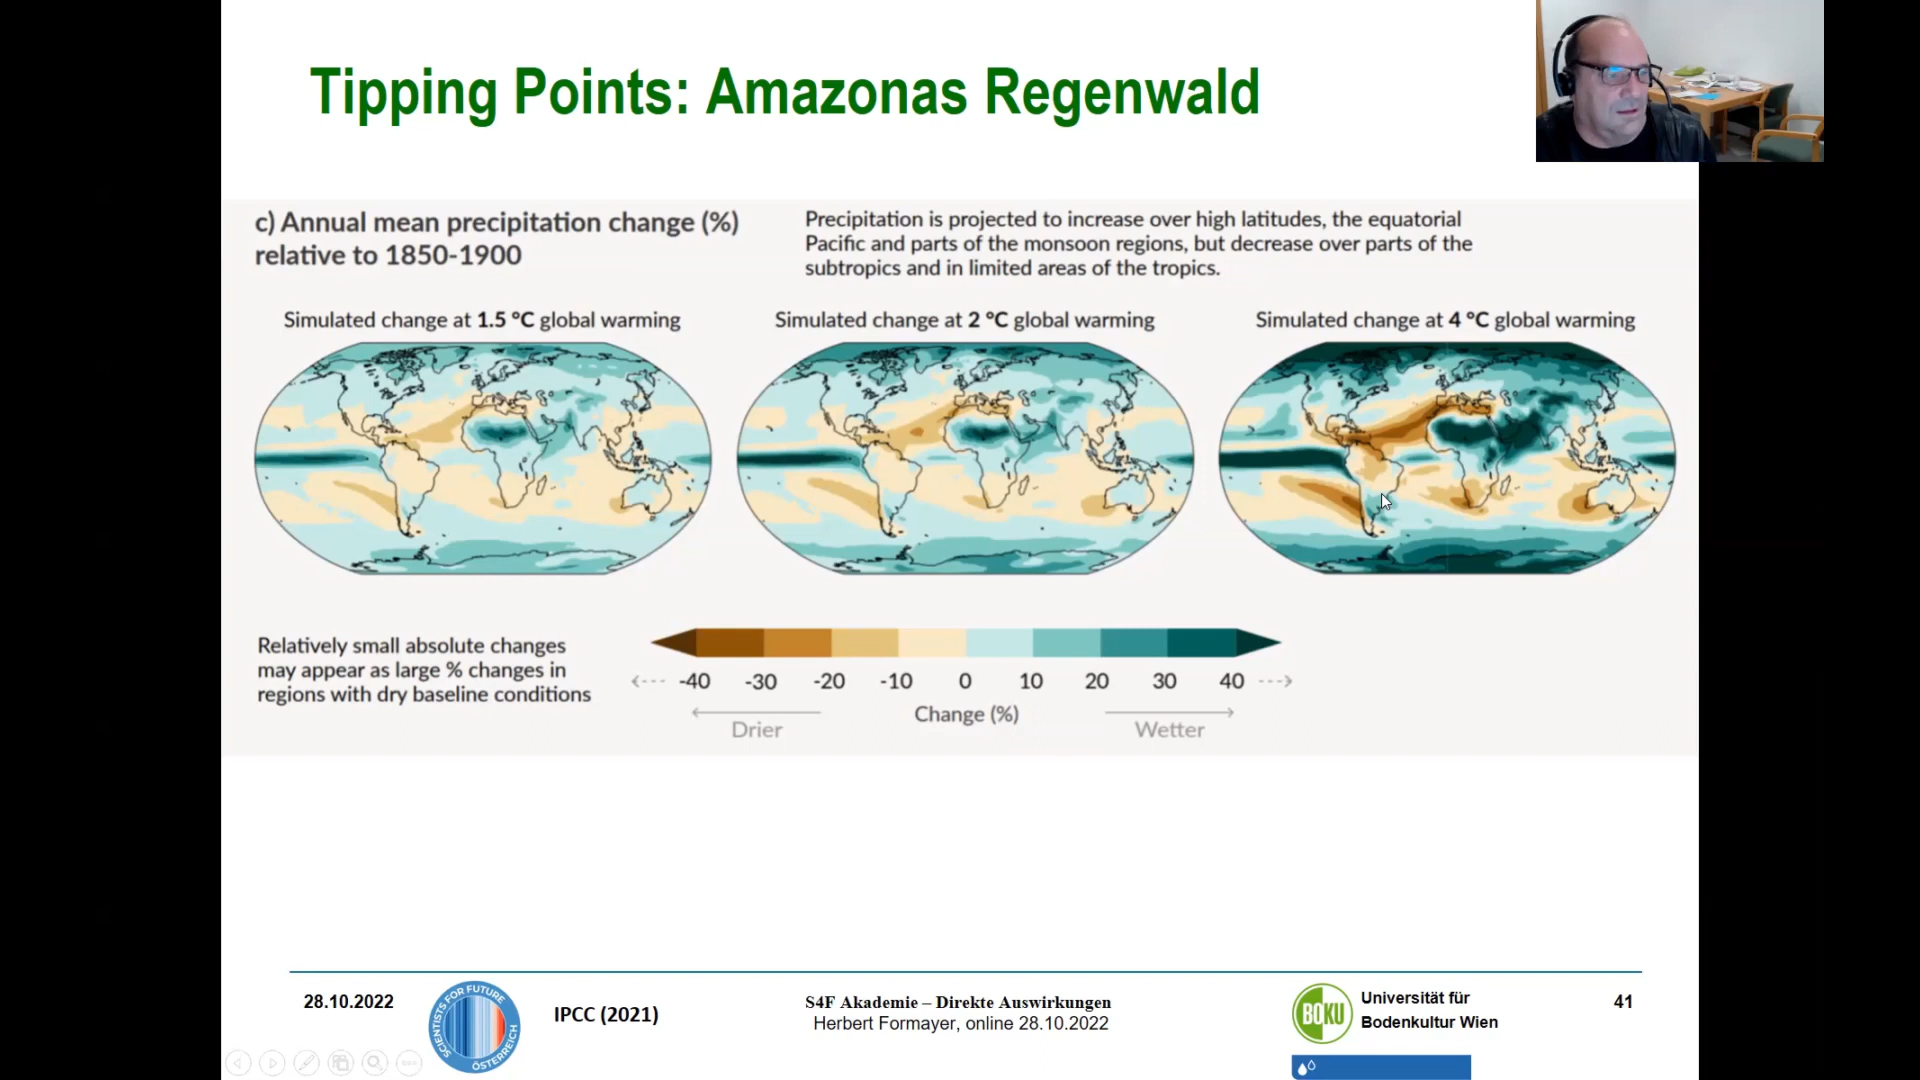 Tipping Points: Amazonas Regenwald
c) Annual mean precipitation change (%)
relative to 1850-1900
Precipitation is projected to increase over high latitudes, the equatorial
Pacific and parts of the monsoon regions, but decrease over parts of the
subtropics and in limited areas of the tropics.
Simulated change at 1.5 °C global warming
Simulated change at 2 °C global warming
Simulated change at 4 °C global warming
Relatively small absolute changes
may appear as large % changes in
regions with dry baseline conditions
-40 -30 -20 -10 0 10 20 30 40
Change (%)
Drier
Wetter
28.10.2022
SCIENTISTS FOR FUTURE
ÖSTERREICH
IPCC (2021)
S4F Akademie – Direkte Auswirkungen
Herbert Formayer, online 28.10.2022
BOKU
Universität für
Bodenkultur Wien
41